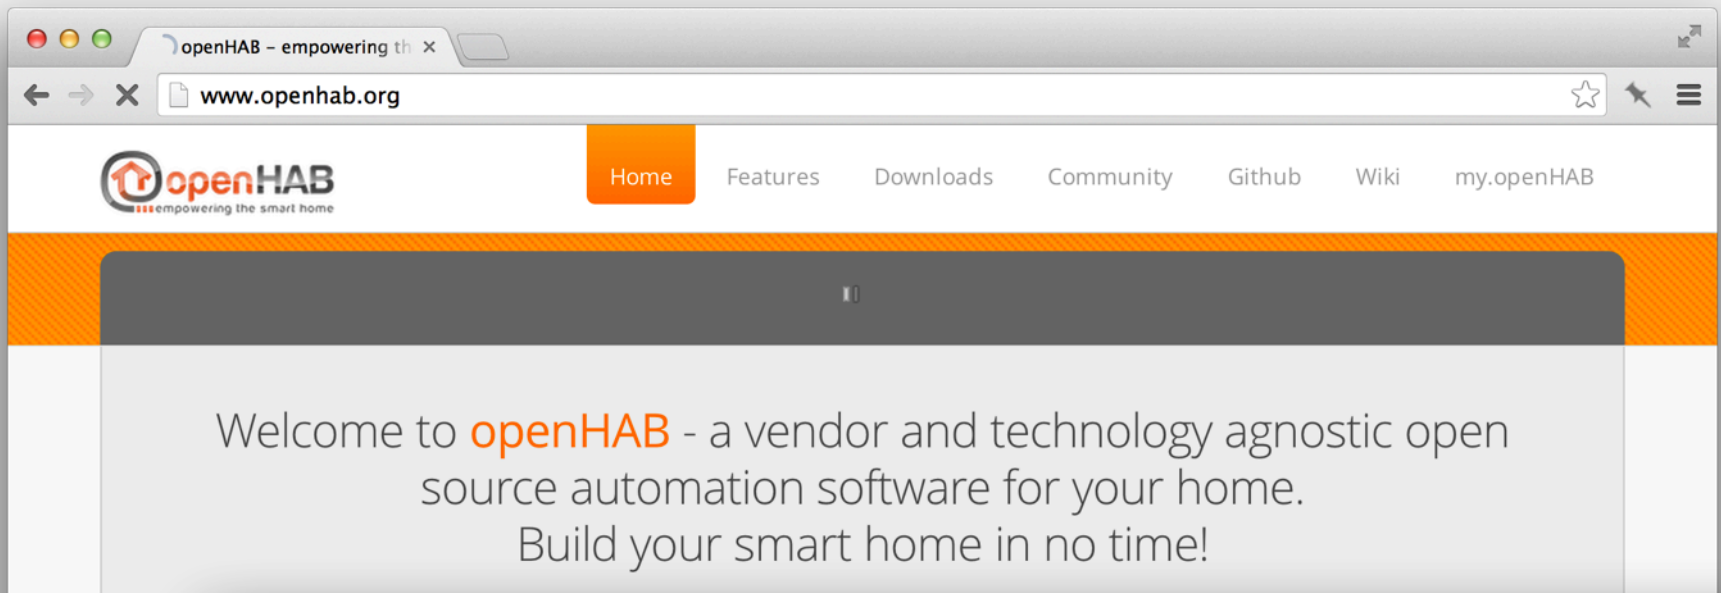 openHAB – empowering th
www.openhab.org
openHAB
empowering the smart home
Home Features Downloads Community Github Wiki my.openHAB
Welcome to openHAB - a vendor and technology agnostic open
source automation software for your home.
Build your smart home in no time!